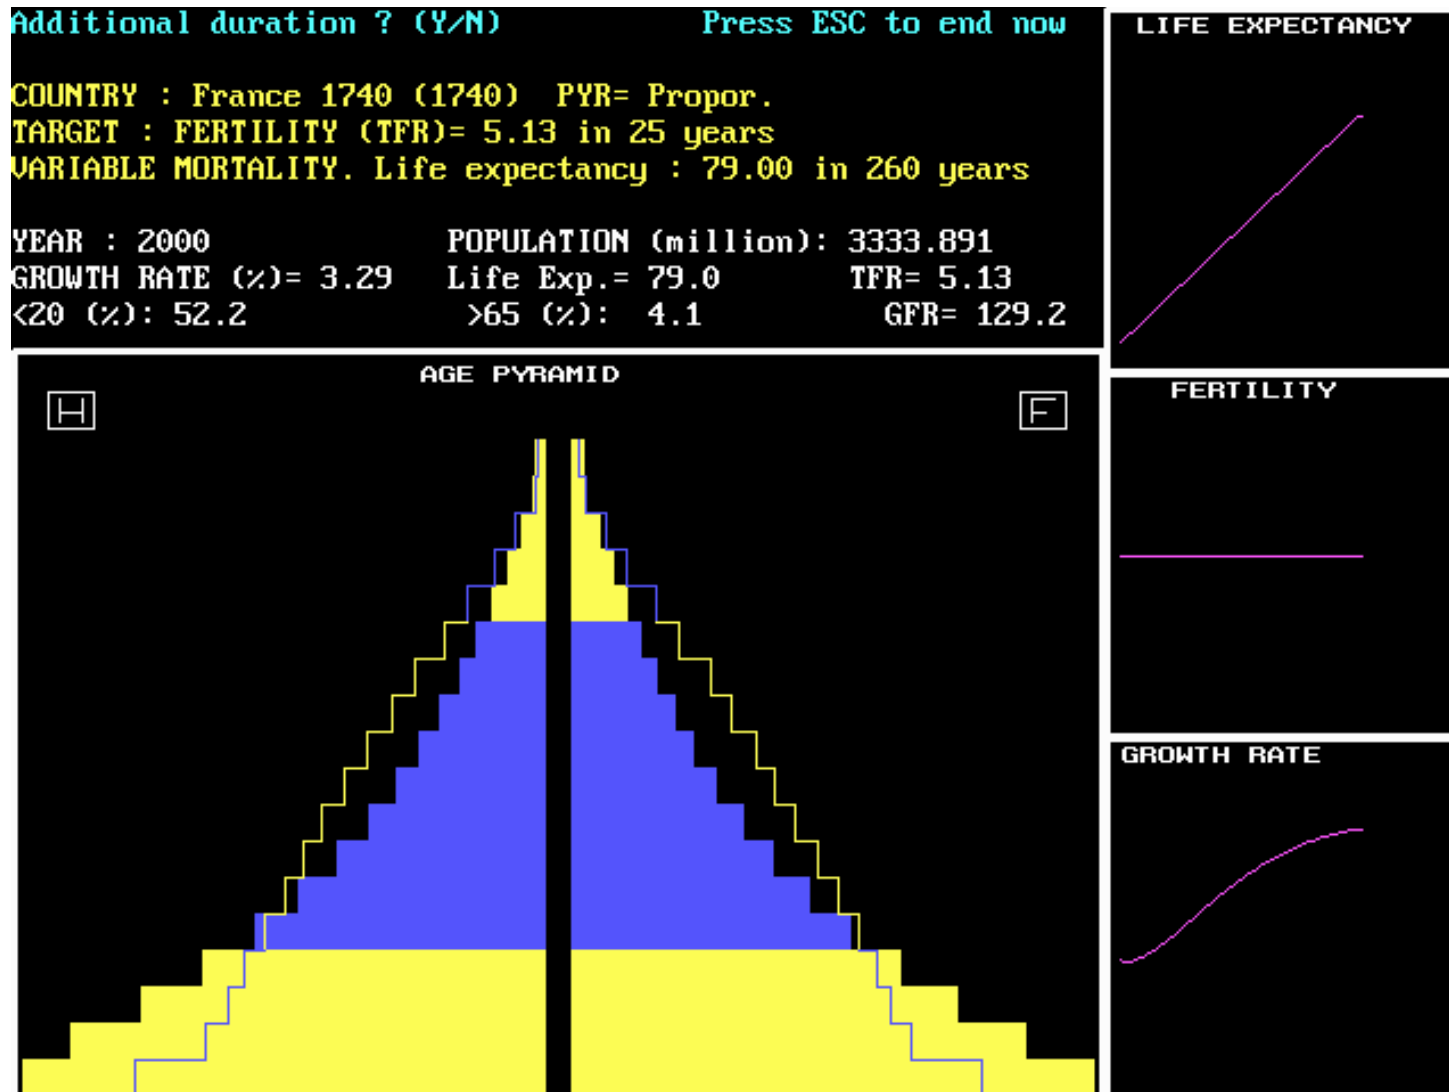 Additional duration ? (Y/N) Press ESC to end now
COUNTRY : France 1740 (1740) PYR= Propor.
TARGET : FERTILITY (TFR)= 5.13 in 25 years
VARIABLE MORTALITY. Life expectancy : 79.00 in 260 years
YEAR : 2000 POPULATION (million): 3333.891
GROWTH RATE (%)= 3.29 Life Exp.= 79.0 TFR= 5.13
<20 (%): 52.2 >65 (%): 4.1 GFR= 129.2
AGE PYRAMID
H F
LIFE EXPECTANCY
FERTILITY
GROWTH RATE